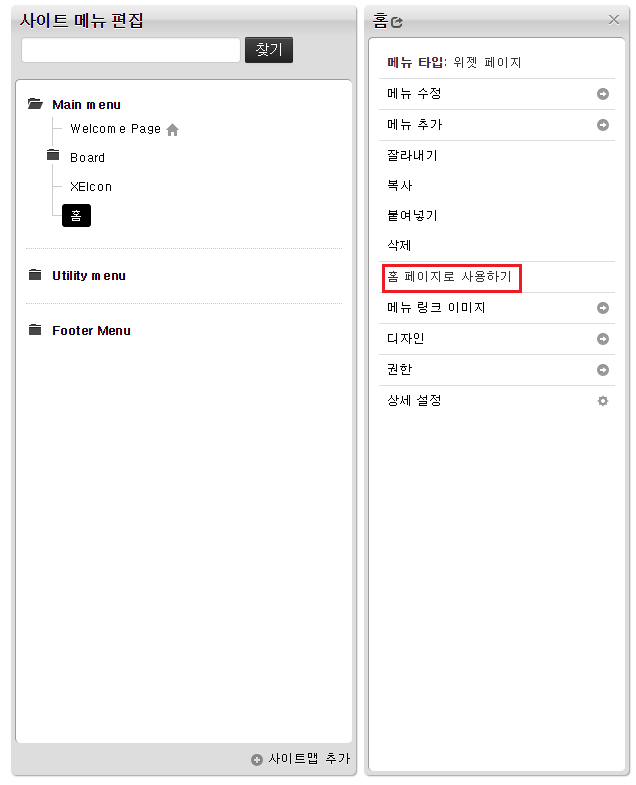 사이트 메뉴 편집
찾기
Main menu
Welcome Page
Board
XEIcon
홈
Utility menu
Footer Menu
사이트맵 추가
홈
메뉴 타입: 위젯 페이지
메뉴 수정
메뉴 추가
잘라내기
복사
붙여넣기
삭제
홈 페이지로 사용하기
메뉴 링크 이미지
디자인
권한
상세 설정